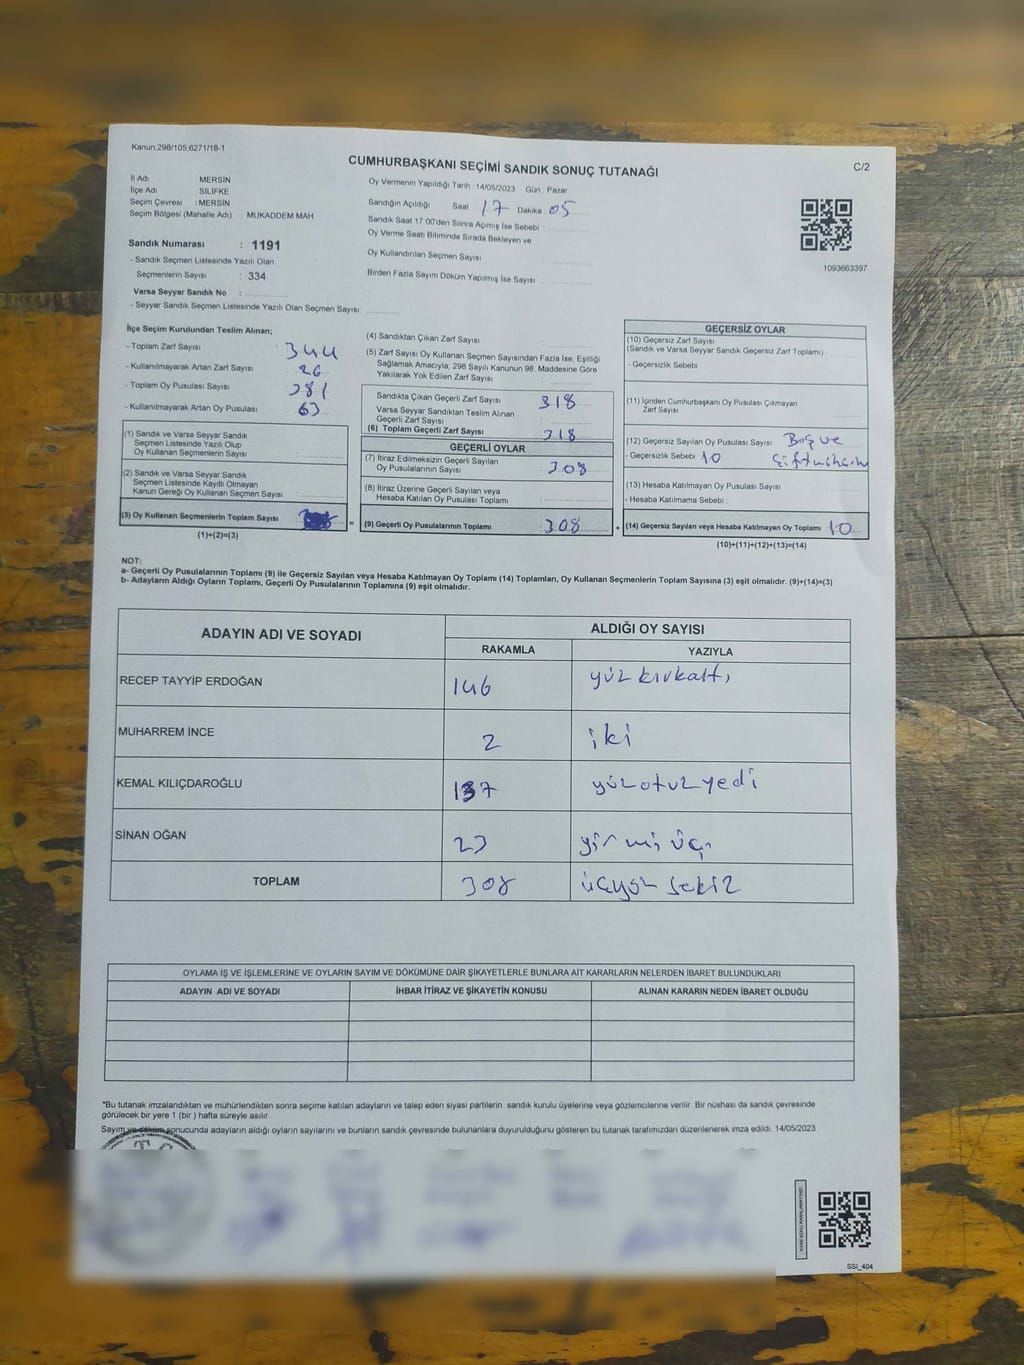 Kanun;298/105,6271/18-1
CUMHURBAŞKANI SEÇİMİ SANDIK SONUÇ TUTANAĞI
C/2
İl Adı MERSİN
İlçe Adı SİLİFKE
Seçim Çevresi : MERSİN
Seçim Bölgesi (Mahalle Adı) : MUKADDEM MAH.
Oy Vermenin Yapıldığı Tarih : 14/05/2023 Gün : Pazar
Sandığın Açıldığı Saat 17 Dakika : 05
Sandık Saat 17:00'den Sonra Açımış İse Sebebi :
Oy Verme Saati Bitiminde Sırada Bekleyen ve
Oy Kullandırılan Seçmen Sayısı :
Birden Fazla Sayım Döküm Yapılmış İse Sayısı :
1093663397
Sandık Numarası : 1191
- Sandık Seçmen Listesinde Yazılı Olan
Seçmenlerin Sayısı : 334
Varsa Seyyar Sandık No :
- Seyyar Sandık Seçmen Listesinde Yazılı Olan Seçmen Sayısı:
İlçe Seçim Kurulundan Teslim Alınan;
- Toplam Zarf Sayısı : 344
- Kullanılmayarak Artan Zarf Sayısı : 26
- Toplam Oy Pusulası Sayısı : 381
- Kullanılmayarak Artan Oy Pusulası : 63
(1) Sandık ve Varsa Seyyar Sandık
Seçmen Listesinde Yazılı Olup
Oy Kullanan Seçmenlerin Sayısı :
(2) Sandık ve Varsa Seyyar Sandık
Seçmen Listesinde Kayıtlı Olmayan
Kanun Gereği Oy Kullanan Seçmen Sayısı :
(3) Oy Kullanan Seçmenlerin Toplam Sayısı :
(1)+(2)=(3)
(4) Sandıktan Çıkan Zarf Sayısı :
(5) Zarf Sayısı Oy Kullanan Seçmen Sayısından Fazla İse, Eşitliği
Sağlamak Amacıyla; 298 Sayılı Kanunun 98. Maddesine Göre
Yakılarak Yok Edilen Zarf Sayısı :
Sandıkta Çıkan Geçerli Zarf Sayısı : 318
Varsa Seyyar Sandıktan Teslim Alınan
Geçerli Zarf Sayısı :
(6) Toplam Geçerli Zarf Sayısı : 318
GEÇERLİ OYLAR
(7) İtiraz Edilmeksizin Geçerli Sayılan
Oy Pusulalarının Sayısı : 308
(8) İtiraz Üzerine Geçerli Sayılan veya
Hesaba Katılan Oy Pusulası Toplamı :
= (9) Geçerli Oy Pusulalarının Toplamı : 308
GEÇERSİZ OYLAR
(10) Geçersiz Zarf Sayısı :
(Sandık ve Varsa Seyyar Sandık Geçersiz Zarf Toplamı)
- Geçersizlik Sebebi :
(11) İçinden Cumhurbaşkanı Oy Pusulası Çıkmayan
Zarf Sayısı :
(12) Geçersiz Sayılan Oy Pusulası Sayısı : Boş ve
- Geçersizlik Sebebi : 10
(13) Hesaba Katılmayan Oy Pusulası Sayısı :
- Hesaba Katılmama Sebebi :
+ (14) Geçersiz Sayılan veya Hesaba Katılmayan Oy Toplamı : 10
(10)+(11)+(12)+(13)=(14)
NOT:
a- Geçerli Oy Pusulalarının Toplamı (9) ile Geçersiz Sayılan veya Hesaba Katılmayan Oy Toplamı (14) Toplamları, Oy Kullanan Seçmenlerin Toplam Sayısına (3) eşit olmalıdır. (9)+(14)=(3)
b- Adayların Aldığı Oyların Toplamı, Geçerli Oy Pusulalarının Toplamına (9) eşit olmalıdır.
ADAYIN ADI VE SOYADI ALDIĞI OY SAYISI
RAKAMLA YAZIYLA
RECEP TAYYİP ERDOĞAN 146 yüz kırkaltı
MUHARREM İNCE 2 iki
KEMAL KILIÇDAROĞLU 137 yüzotuzyedi
SİNAN OĞAN 23 yirmi üç
TOPLAM 308 üçyüz sekiz
OYLAMA İŞ VE İŞLEMLERİNE VE OYLARIN SAYIM VE DÖKÜMÜNE DAİR ŞİKAYETLERLE BUNLARA AİT KARARLARIN NELERDEN İBARET BULUNDUKLARI
ADAYIN ADI VE SOYADI İHBAR İTİRAZ VE ŞİKAYETİN KONUSU ALINAN KARARIN NEDEN İBARET OLDUĞU
*Bu tutanak imzalandıktan ve mühürlendikten sonra seçime katılan adayların ve talep eden siyasi partilerin sandık kurulu üyelerine veya gözlemcilerine verilir. Bir nüshası da sandık çevresinde
görülecek bir yere 1 (bir ) hafta süreyle asılır.
Sayım ve döküm sonucunda adayların aldığı oyların sayılarını ve bunların sandık çevresinde bulunanlara duyurulduğunu gösteren bu tutanak tarafımızdan düzenlenerek imza edildi. 14/05/2023
T.C.
SSI_404